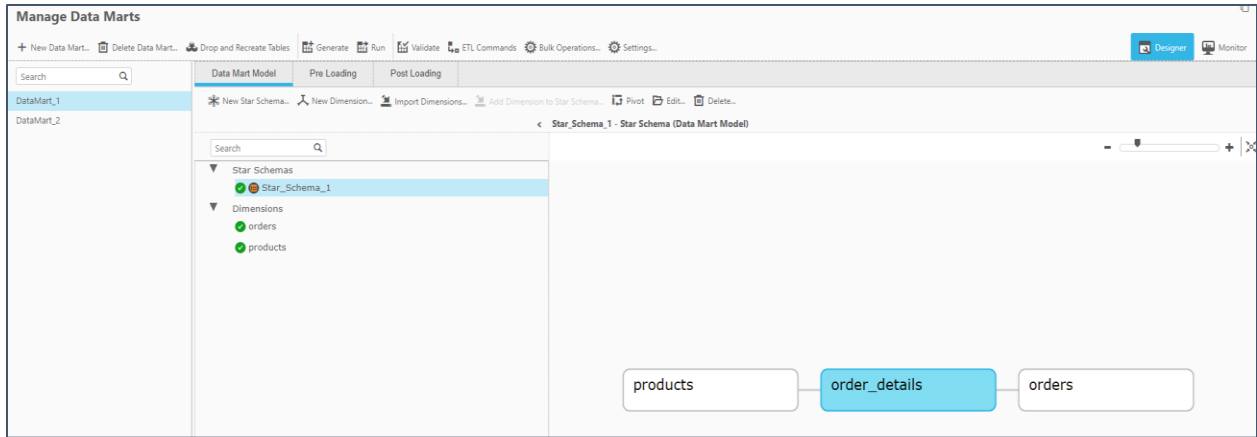 Manage Data Marts
New Data Mart... Delete Data Mart... Drop and Recreate Tables Generate Run Validate ETL Commands Bulk Operations... Settings... Designer Monitor
Search
DataMart_1
DataMart_2
Data Mart Model Pre Loading Post Loading
New Star Schema... New Dimension... Import Dimensions... Add Dimension to Star Schema... Pivot Edit... Delete...
< Star_Schema_1 - Star Schema (Data Mart Model)
Search
Star Schemas
Star_Schema_1
Dimensions
orders
products
products order_details orders